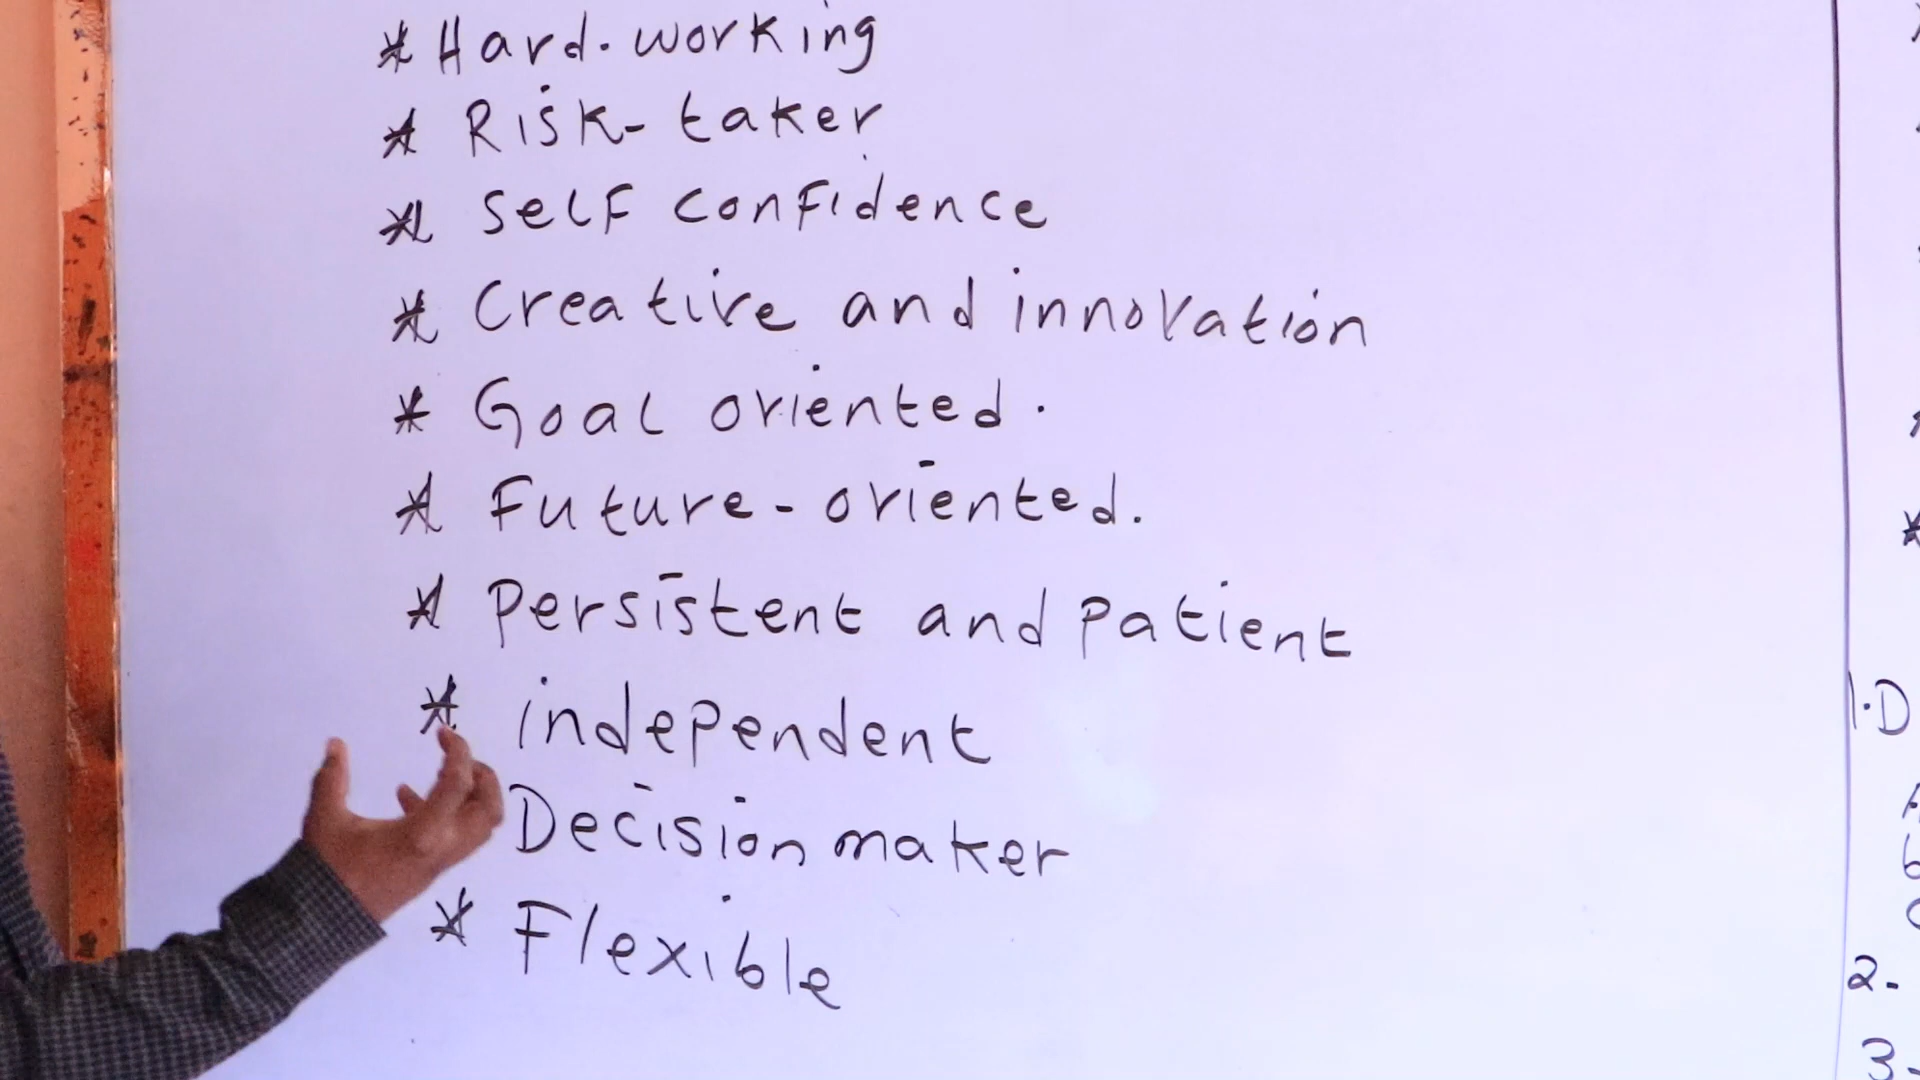 * Hard-working
* Risk-taker
* Self confidence
* Creative and innovation
* Goal oriented.
* Future-oriented.
* Persistent and patient
* independent
Decision maker
* Flexible
1.D
2.
3.